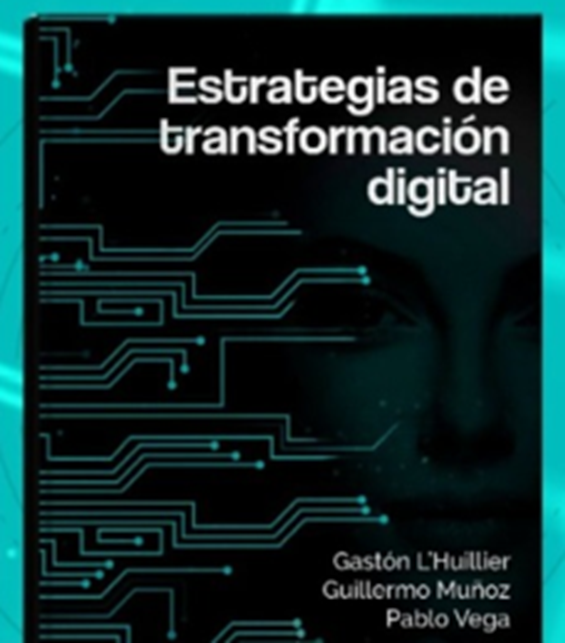 Estrategias de
transformación
digital
Gastón L'Huillier
Guillermo Muñoz
Pablo Vega